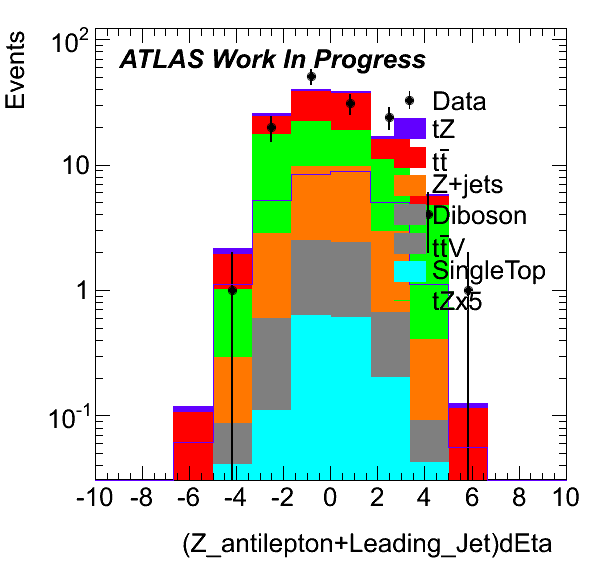 Events
10²
10
1
10⁻¹
ATLAS Work In Progress
Data
tZ
tt̄
Z+jets
Diboson
tt̄V
SingleTop
tZx5
-10 -8 -6 -4 -2 0 2 4 6 8 10
(Z_antilepton+Leading_Jet)dEta